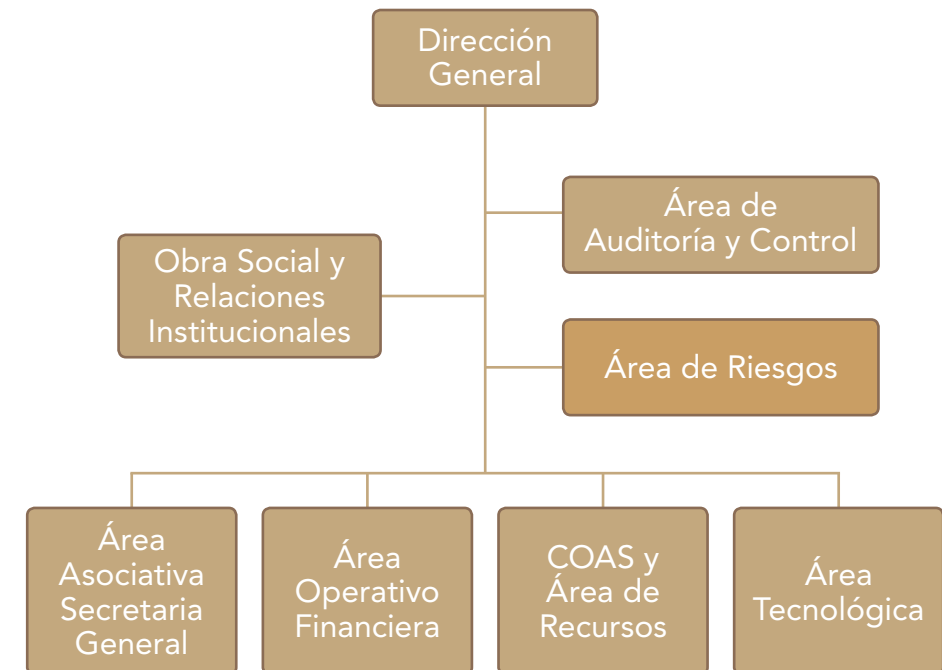 Dirección
General
Área de
Auditoría y Control
Obra Social y
Relaciones
Institucionales
Área de Riesgos
Área
Asociativa
Secretaria
General
Área
Operativo
Financiera
COAS y
Área de
Recursos
Área
Tecnológica